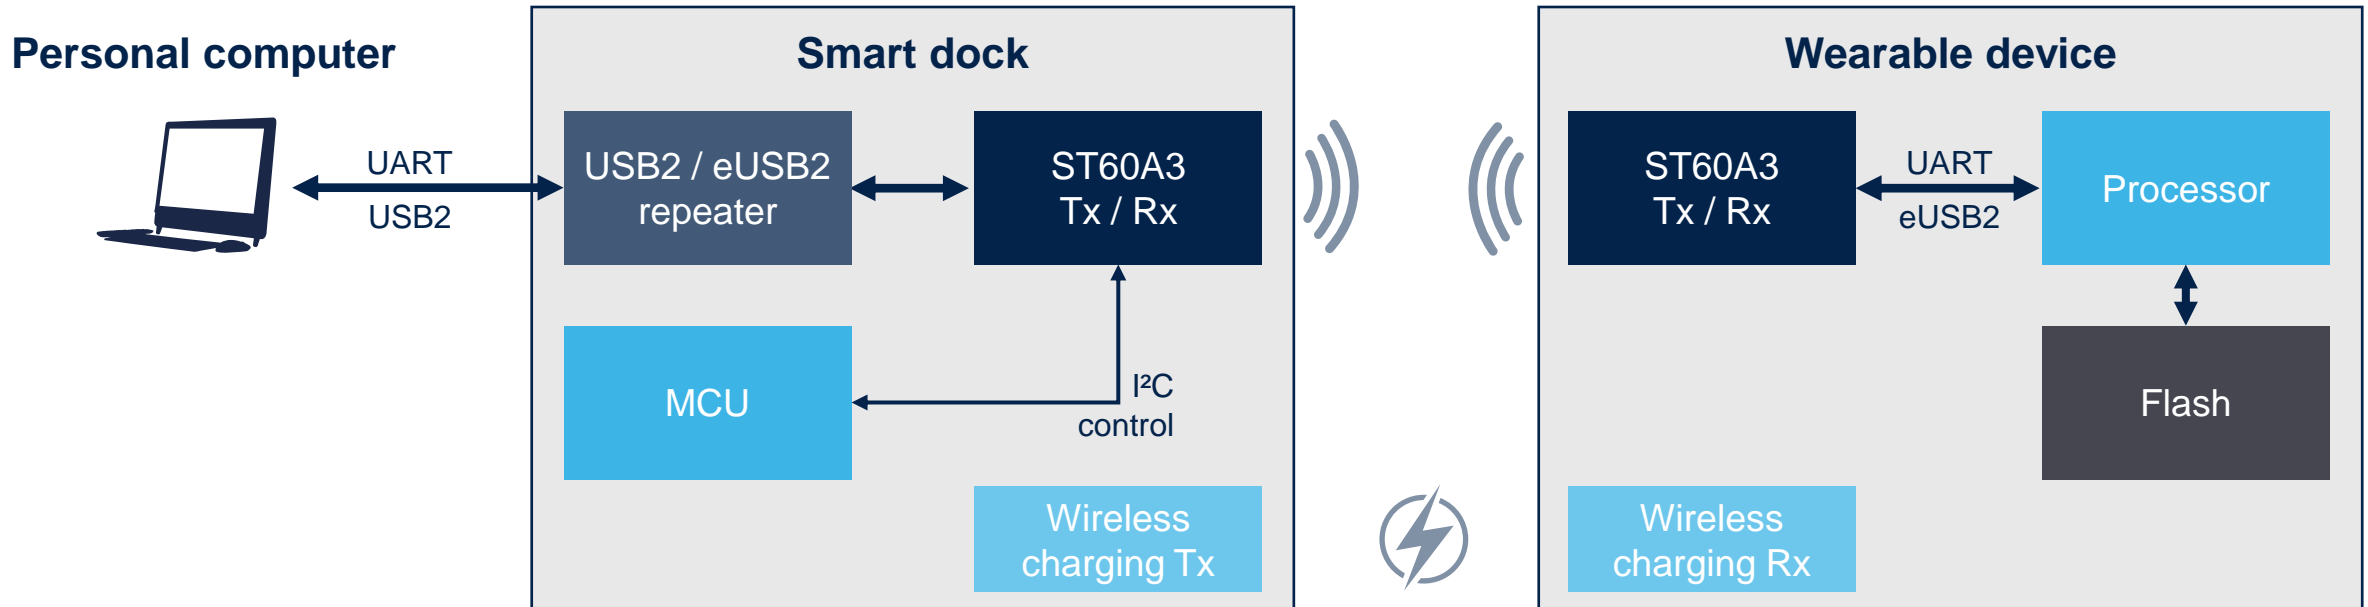 Personal computer
UART
USB2
Smart dock
USB2 / eUSB2
repeater
ST60A3
Tx / Rx
MCU
I²C
control
Wireless
charging Tx
Wearable device
ST60A3
Tx / Rx
UART
eUSB2
Processor
Flash
Wireless
charging Rx